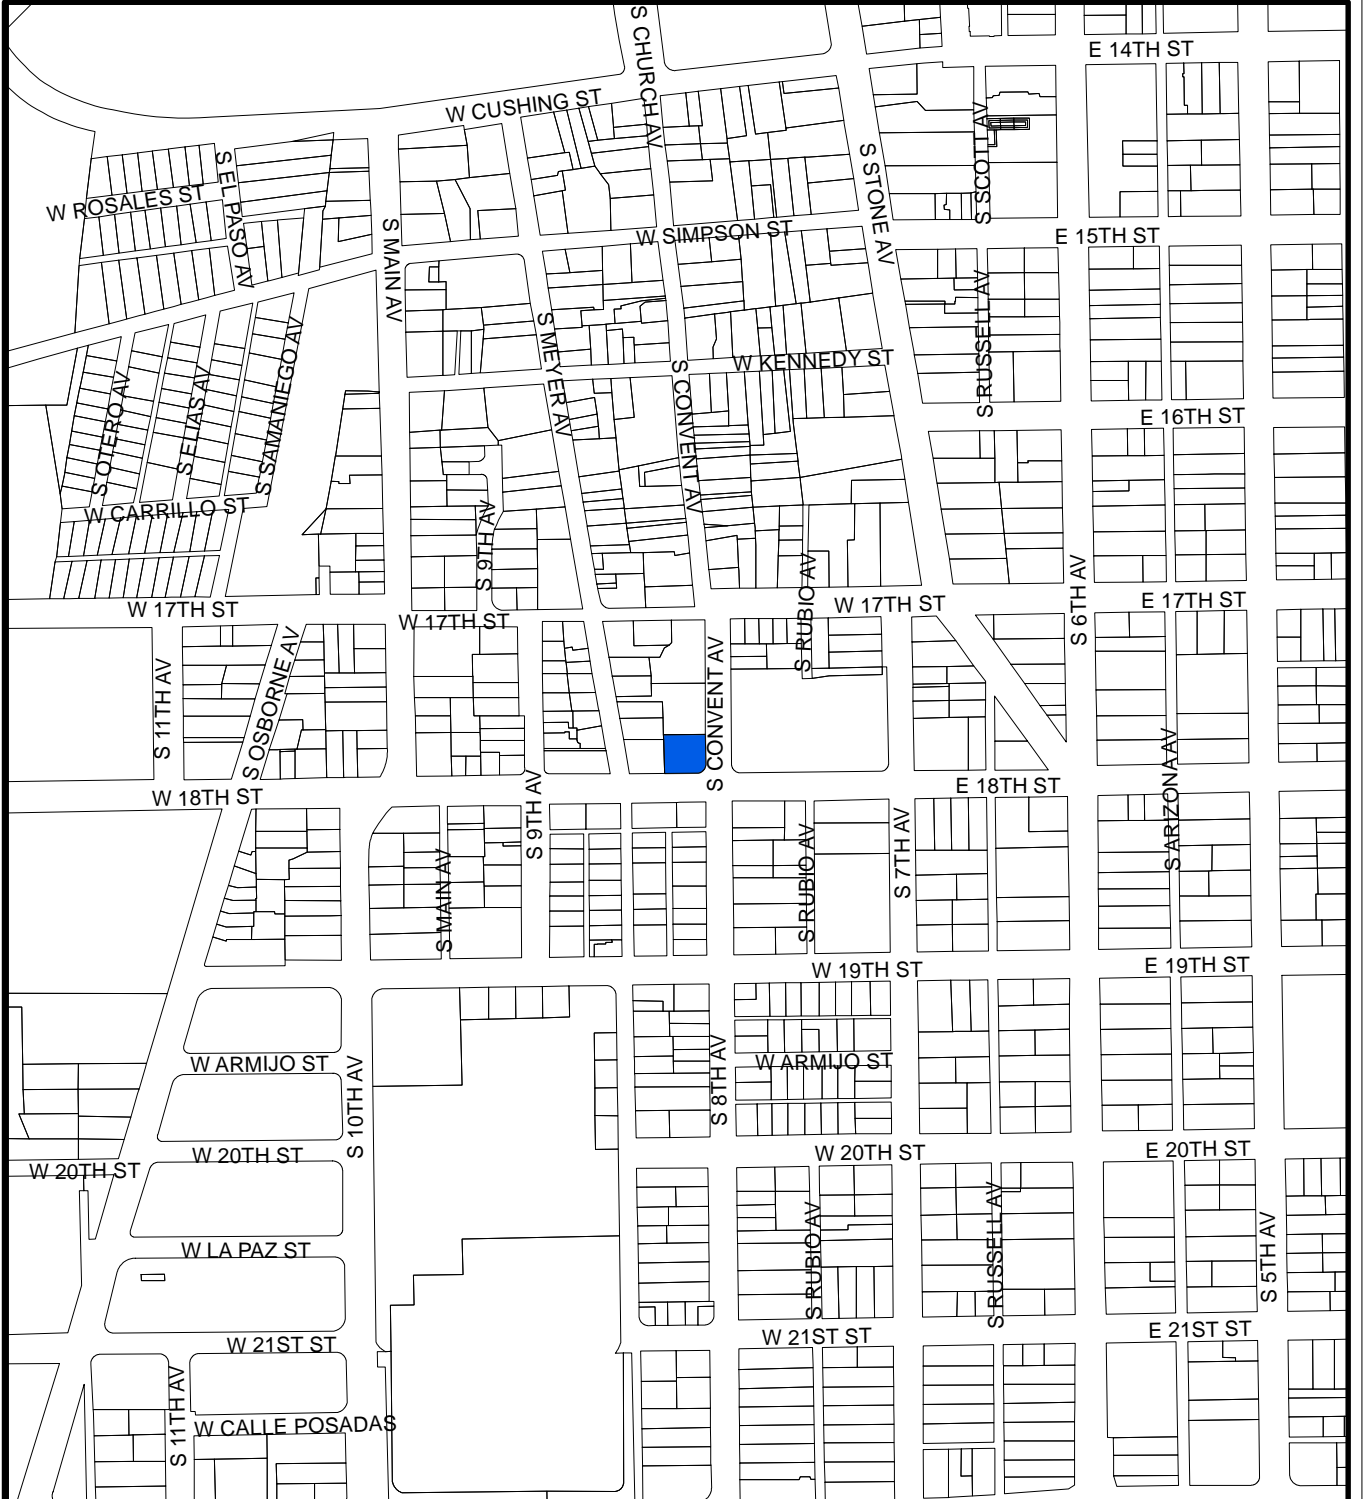 S CHURCH AV
E 14TH ST
W CUSHING ST
S SCOTT AV
S EL PASO AV
S STONE AV
W ROSALES ST
S MAIN AV
W SIMPSON ST
E 15TH ST
S RUSSELL AV
S MEYER AV
S SAMANIEGO AV
W KENNEDY ST
S CONVENT AV
S OTERO AV
S ELIAS AV
E 16TH ST
W CARRILLO ST
S 9TH AV
S RUBIO AV
S 6TH AV
W 17TH ST
W 17TH ST
W 17TH ST
E 17TH ST
S 11TH AV
S OSBORNE AV
S CONVENT AV
S ARIZONA AV
W 18TH ST
E 18TH ST
S 9TH AV
S MAIN AV
S RUBIO AV
S 7TH AV
W 19TH ST
E 19TH ST
W ARMIJO ST
S 10TH AV
S 8TH AV
W ARMIJO ST
W 20TH ST
W 20TH ST
W 20TH ST
E 20TH ST
S RUBIO AV
S RUSSELL AV
S 5TH AV
W LA PAZ ST
W 21ST ST
W 21ST ST
E 21ST ST
S 11TH AV
W CALLE POSADAS